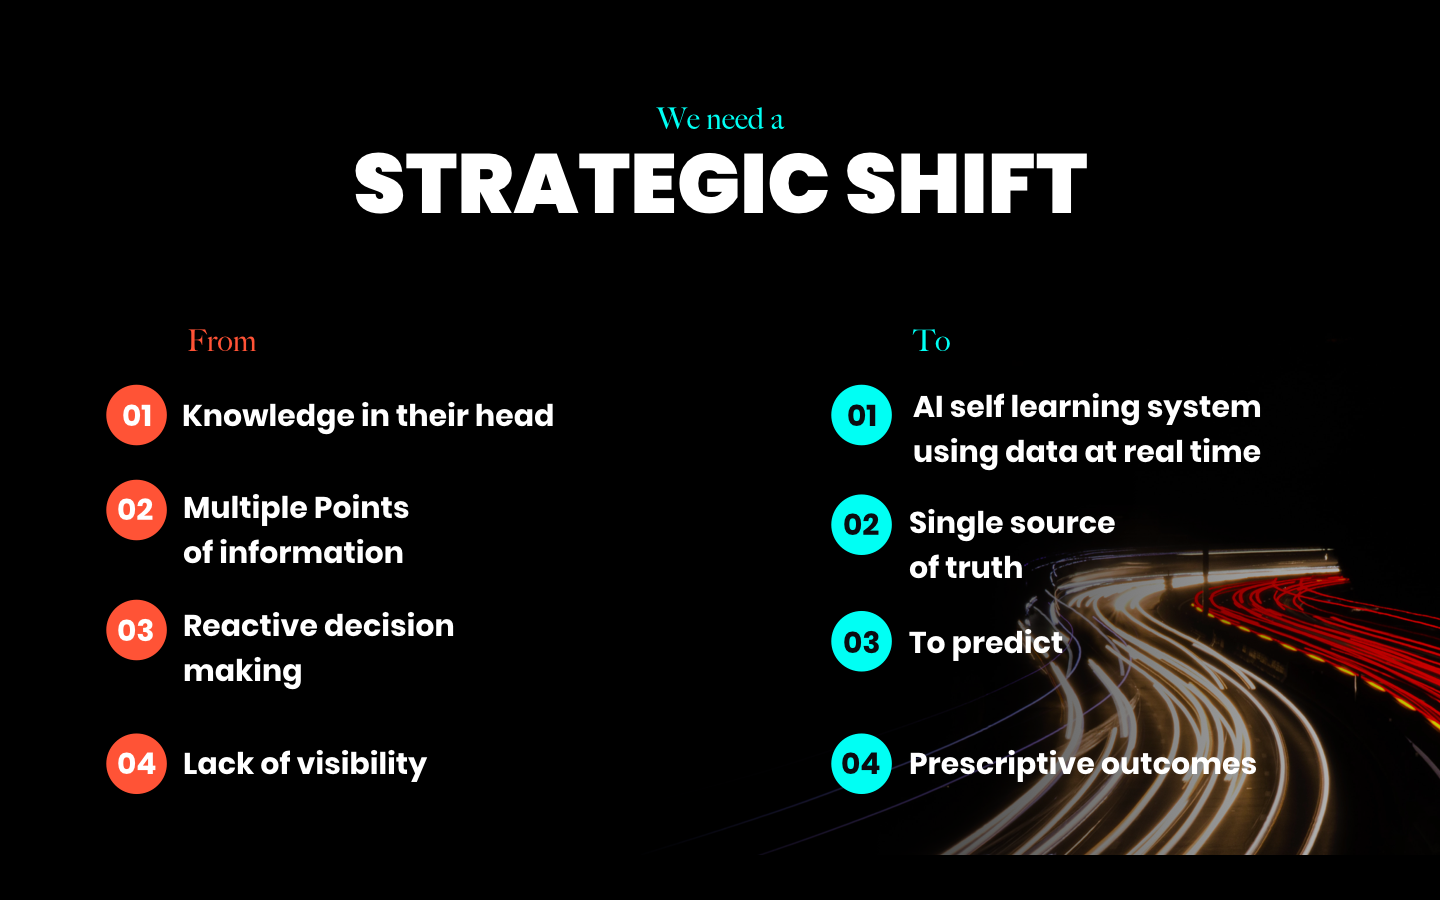 We need a
STRATEGIC SHIFT
From
01 Knowledge in their head
02 Multiple Points
of information
03 Reactive decision
making
04 Lack of visibility
To
01 AI self learning system
using data at real time
02 Single source
of truth
03 To predict
04 Prescriptive outcomes